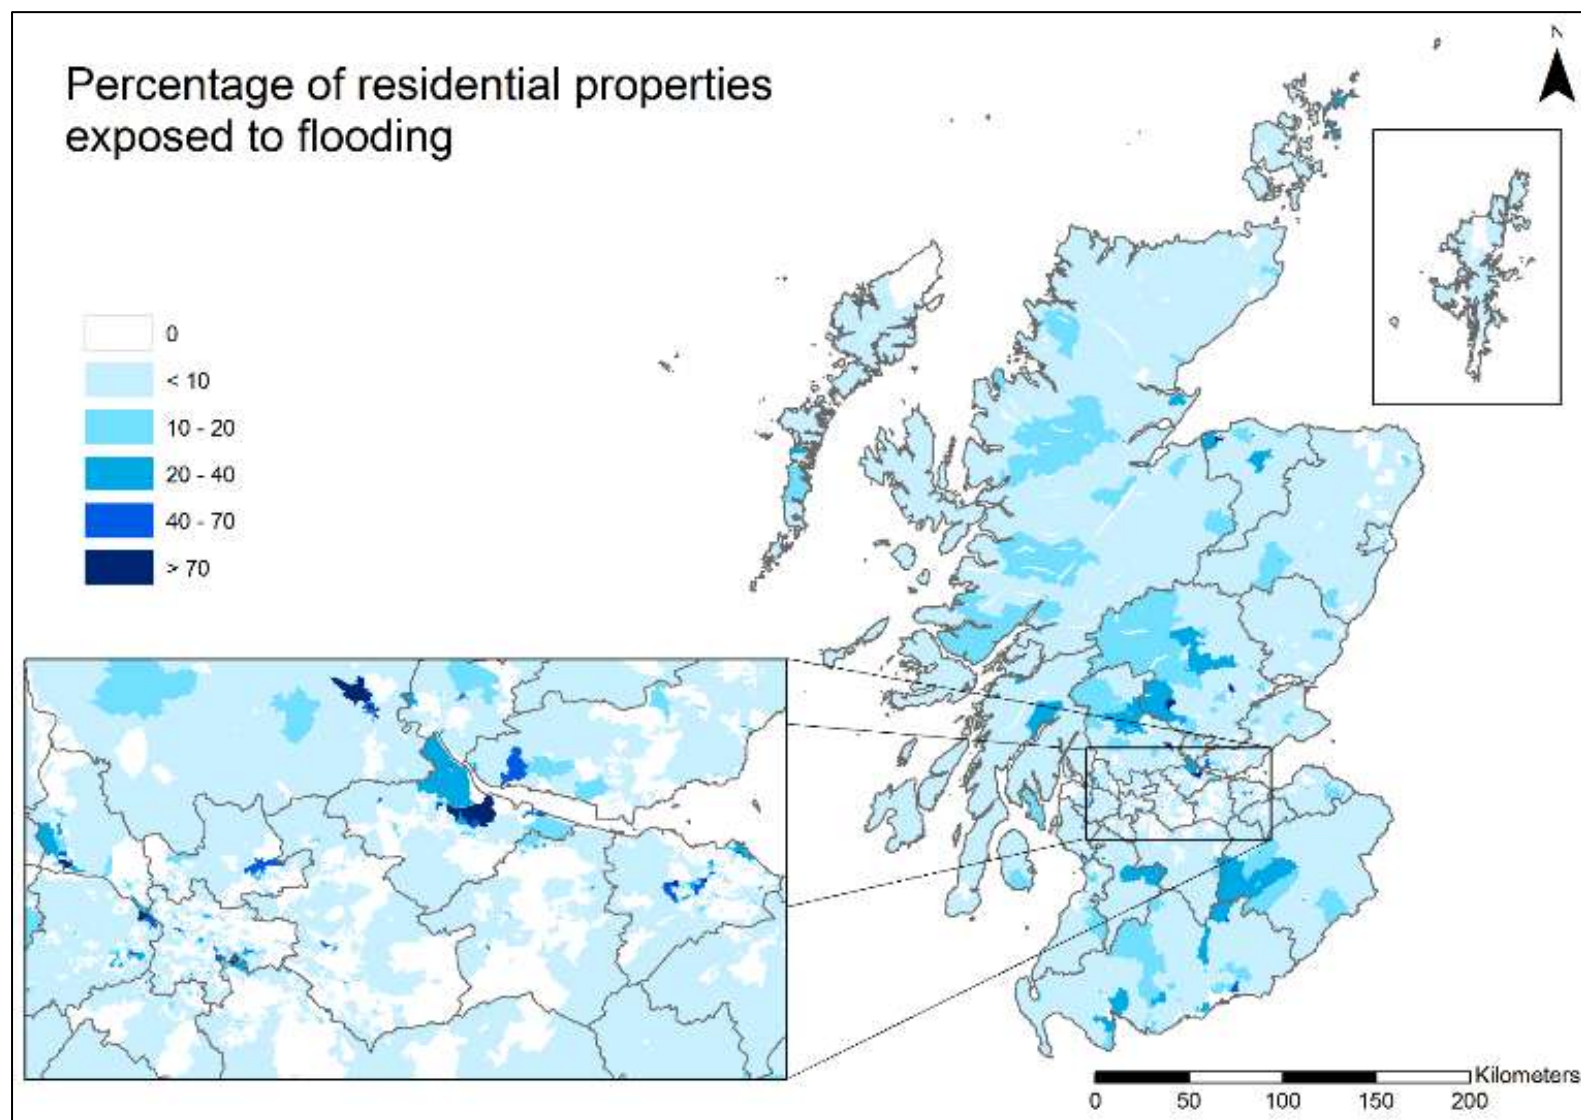 Percentage of residential properties
exposed to flooding
N
0
< 10
10 - 20
20 - 40
40 - 70
> 70
Kilometers
0 50 100 150 200